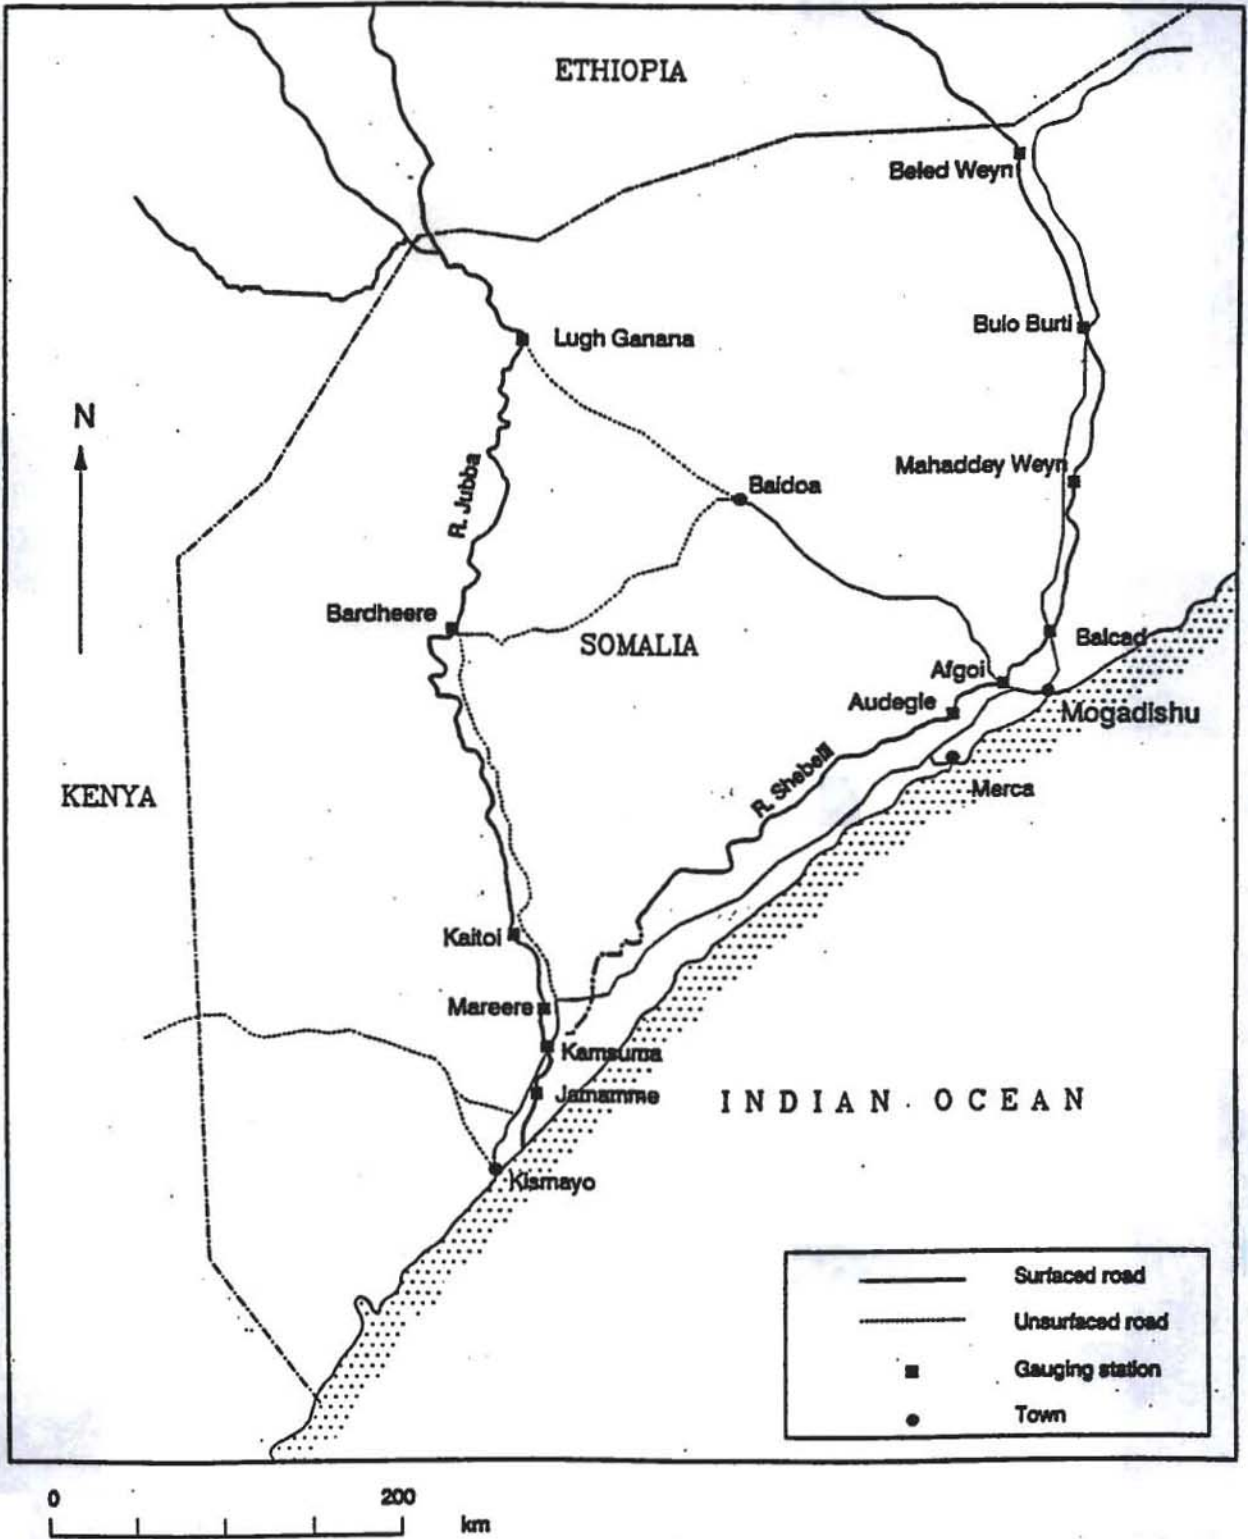 ETHIOPIA
Beled Weyn
Bulo Burti
Lugh Ganana
N
Mahaddey Weyn
Baidoa
R. Jubba
Bardheere
SOMALIA
Balcad
Afgoi
Audegle
Mogadishu
R. Shebelli
Merca
KENYA
Kaitoi
Mareere
Kamsuma
Jamamme
INDIAN OCEAN
Kismayo
Surfaced road
Unsurfaced road
Gauging station
Town
0 200
km